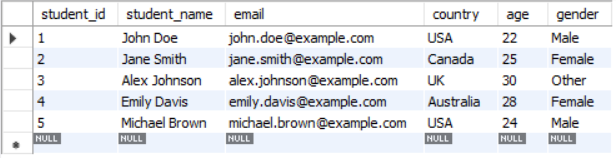 student_id student_name email country age gender
1 John Doe john.doe@example.com USA 22 Male
2 Jane Smith jane.smith@example.com Canada 25 Female
3 Alex Johnson alex.johnson@example.com UK 30 Other
4 Emily Davis emily.davis@example.com Australia 28 Female
5 Michael Brown michael.brown@example.com USA 24 Male
NULL NULL NULL NULL NULL NULL